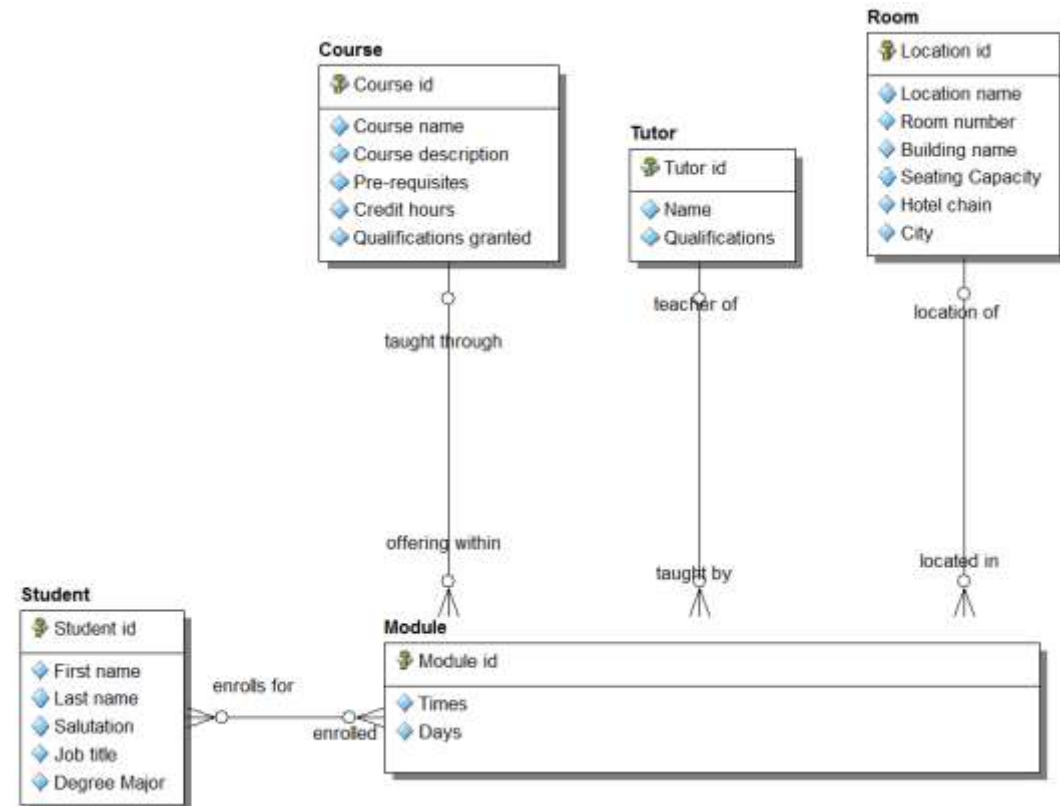 Course
Course id
Course name
Course description
Pre-requisites
Credit hours
Qualifications granted
Tutor
Tutor id
Name
Qualifications
Room
Location id
Location name
Room number
Building name
Seating Capacity
Hotel chain
City
taught through
teacher of
location of
offering within
taught by
located in
Student
Student id
First name
Last name
Salutation
Job title
Degree Major
enrolls for
enrolled
Module
Module id
Times
Days